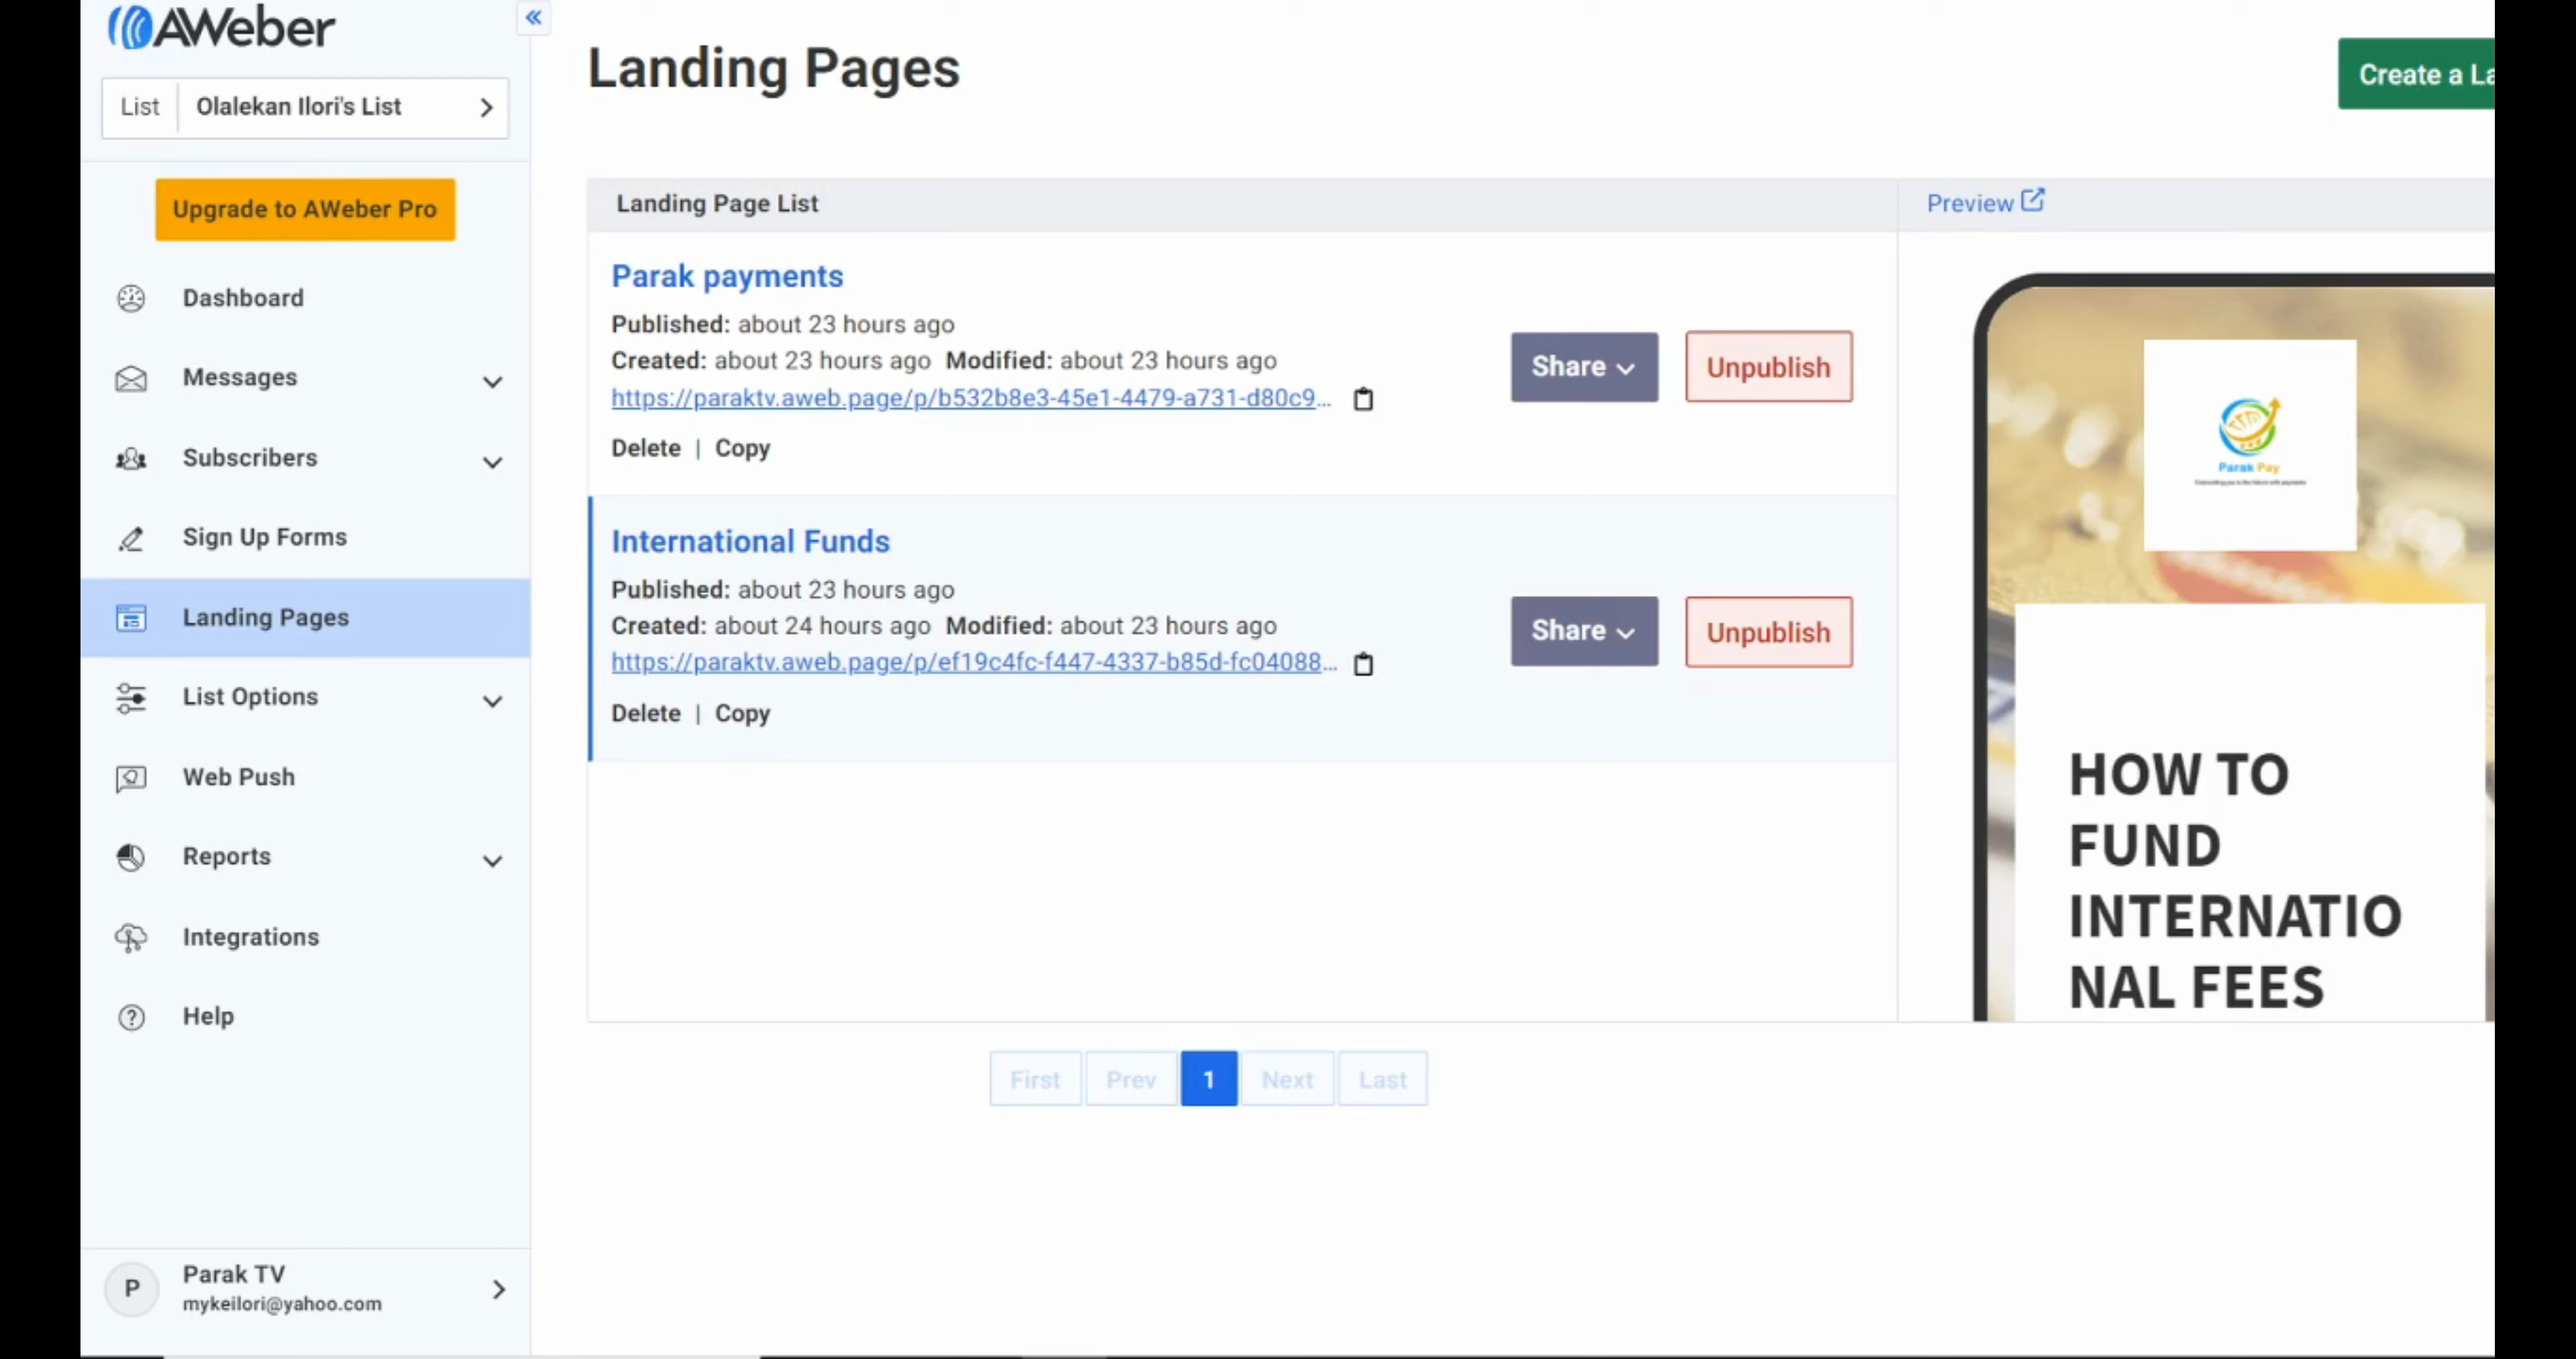 AWeber
List Olalekan Ilori's List
Upgrade to AWeber Pro
Dashboard
Messages
Subscribers
Sign Up Forms
Landing Pages
List Options
Web Push
Reports
Integrations
Help
P
Parak TV
mykeilori@yahoo.com
Landing Pages
Create a La
Landing Page List
Preview
Parak payments
Published: about 23 hours ago
Created: about 23 hours ago Modified: about 23 hours ago
https://paraktv.aweb.page/p/b532b8e3-45e1-4479-a731-d80c9...
Delete | Copy
Share
Unpublish
International Funds
Published: about 23 hours ago
Created: about 24 hours ago Modified: about 23 hours ago
https://paraktv.aweb.page/p/ef19c4fc-f447-4337-b85d-fc04088...
Delete | Copy
Share
Unpublish
Parak Pay
HOW TO
FUND
INTERNATIO
NAL FEES
First Prev 1 Next Last